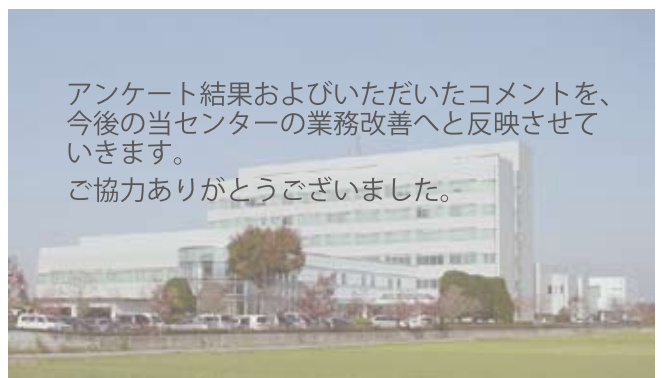 アンケート結果およびいただいたコメントを、
今後の当センターの業務改善へと反映させて
いきます。
ご協力ありがとうございました。